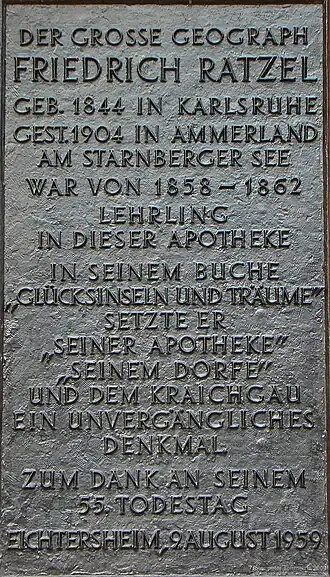 DER GROSSE GEOGRAPH
FRIEDRICH RATZEL
GEB. 1844 IN KARLSRUHE
GEST. 1904 IN AMMERLAND
AM STARNBERGER SEE
WAR VON 1858 – 1862
LEHRLING
IN DIESER APOTHEKE
IN SEINEM BUCHE
„GLÜCKSINSELN UND TRÄUME"
SETZTE ER
„SEINER APOTHEKE"
„SEINEM DORFE"
UND DEM KRAICHGAU
EIN UNVERGÄNGLICHES
DENKMAL
ZUM DANK AN SEINEM
55. TODESTAG
EICHTERSHEIM, 9. AUGUST 1959